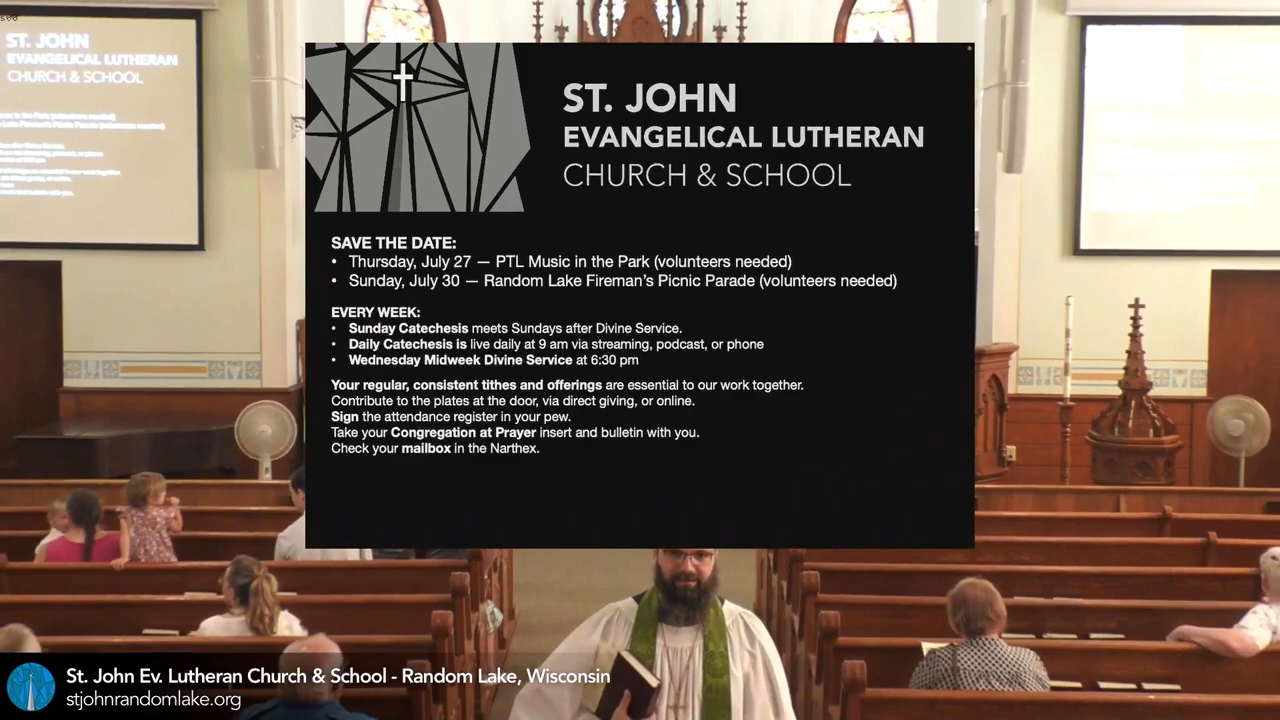 ST. JOHN
EVANGELICAL LUTHERAN
CHURCH & SCHOOL
ST. JOHN
EVANGELICAL LUTHERAN
CHURCH & SCHOOL
SAVE THE DATE:
• Thursday, July 27 — PTL Music in the Park (volunteers needed)
• Sunday, July 30 — Random Lake Fireman's Picnic Parade (volunteers needed)
EVERY WEEK:
• Sunday Catechesis meets Sundays after Divine Service.
• Daily Catechesis is live daily at 9 am via streaming, podcast, or phone
• Wednesday Midweek Divine Service at 6:30 pm
Your regular, consistent tithes and offerings are essential to our work together.
Contribute to the plates at the door, via direct giving, or online.
Sign the attendance register in your pew.
Take your Congregation at Prayer insert and bulletin with you.
Check your mailbox in the Narthex.
St. John Ev. Lutheran Church & School - Random Lake, Wisconsin
stjohnrandomlake.org